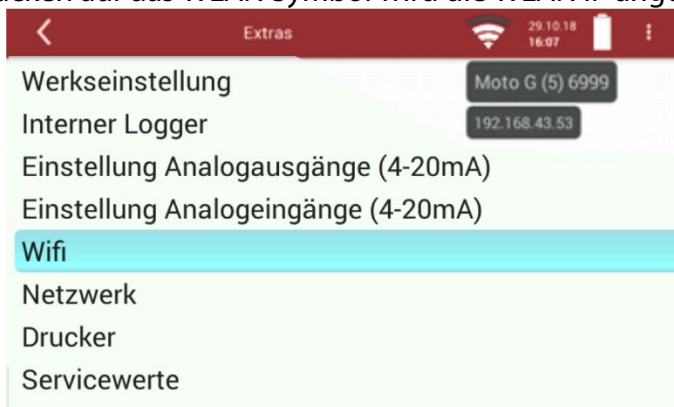 Extras
29.10.18
16:07
Werkseinstellung
Moto G (5) 6999
Interner Logger
192.168.43.53
Einstellung Analogausgänge (4-20mA)
Einstellung Analogeingänge (4-20mA)
Wifi
Netzwerk
Drucker
Servicewerte